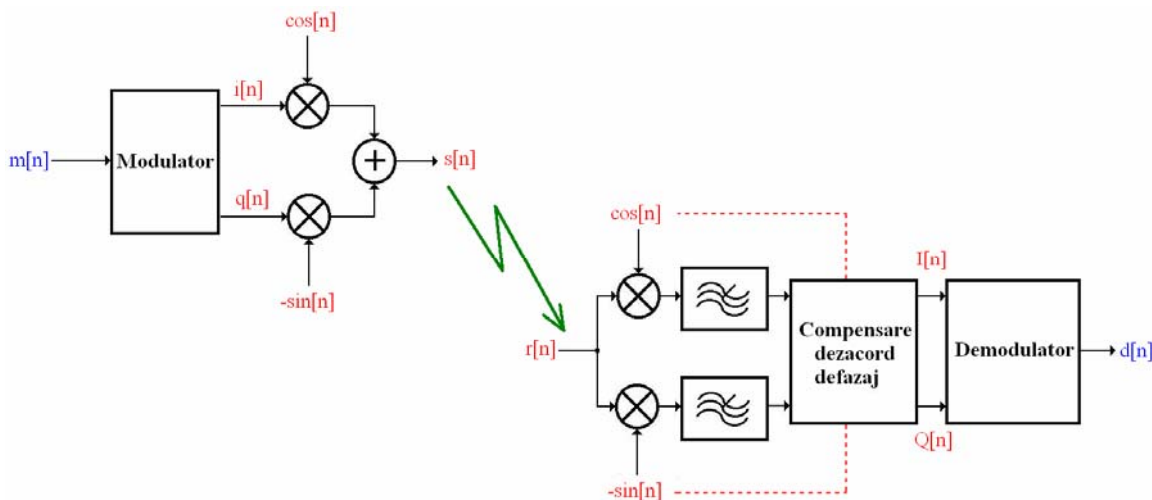 cos[n]
i[n]
m[n]
Modulator
+
s[n]
q[n]
-sin[n]
cos[n]
I[n]
r[n]
Compensare
dezacord
defazaj
Demodulator
d[n]
Q[n]
-sin[n]